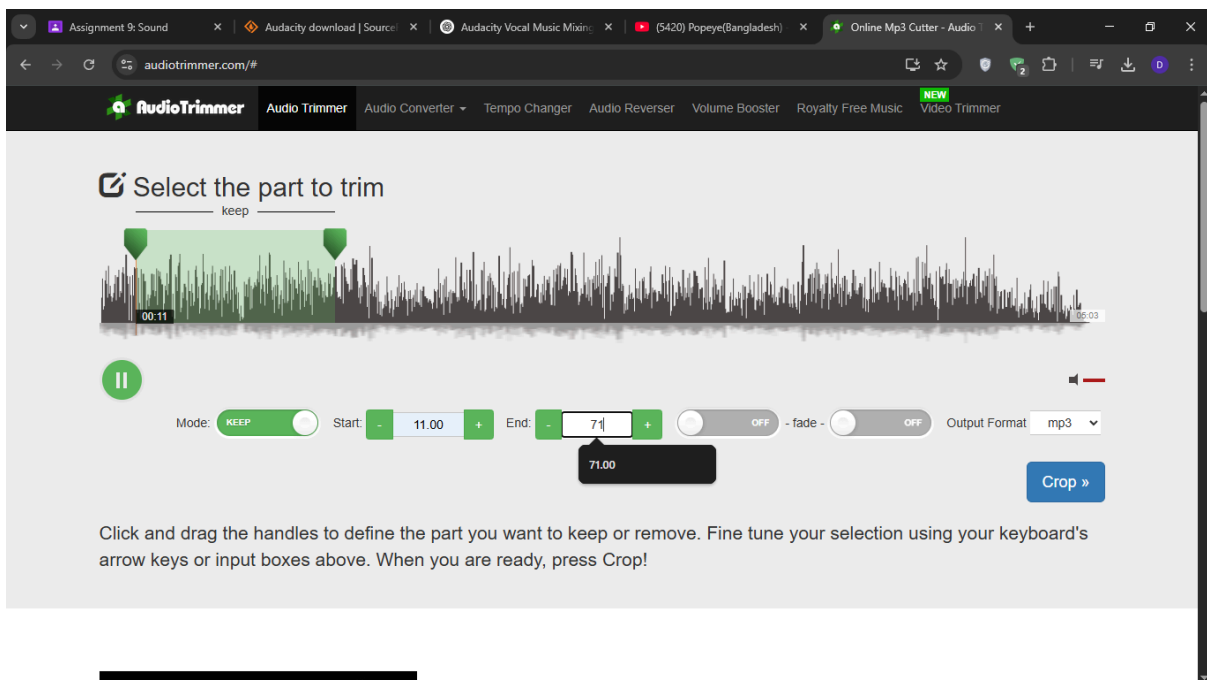 Assignment 9: Sound
Audacity download | Source
Audacity Vocal Music Mixing
(5420) Popeye(Bangladesh) -
Online Mp3 Cutter - Audio T
audiotrimmer.com/#
2
D
AudioTrimmer
Audio Trimmer
Audio Converter
Tempo Changer
Audio Reverser
Volume Booster
Royalty Free Music
NEW
Video Trimmer
Select the part to trim
keep
00:11
05:03
Mode: KEEP Start: - 11.00 + End: - 71 + OFF - fade - OFF Output Format mp3
71.00
Crop »
Click and drag the handles to define the part you want to keep or remove. Fine tune your selection using your keyboard's
arrow keys or input boxes above. When you are ready, press Crop!